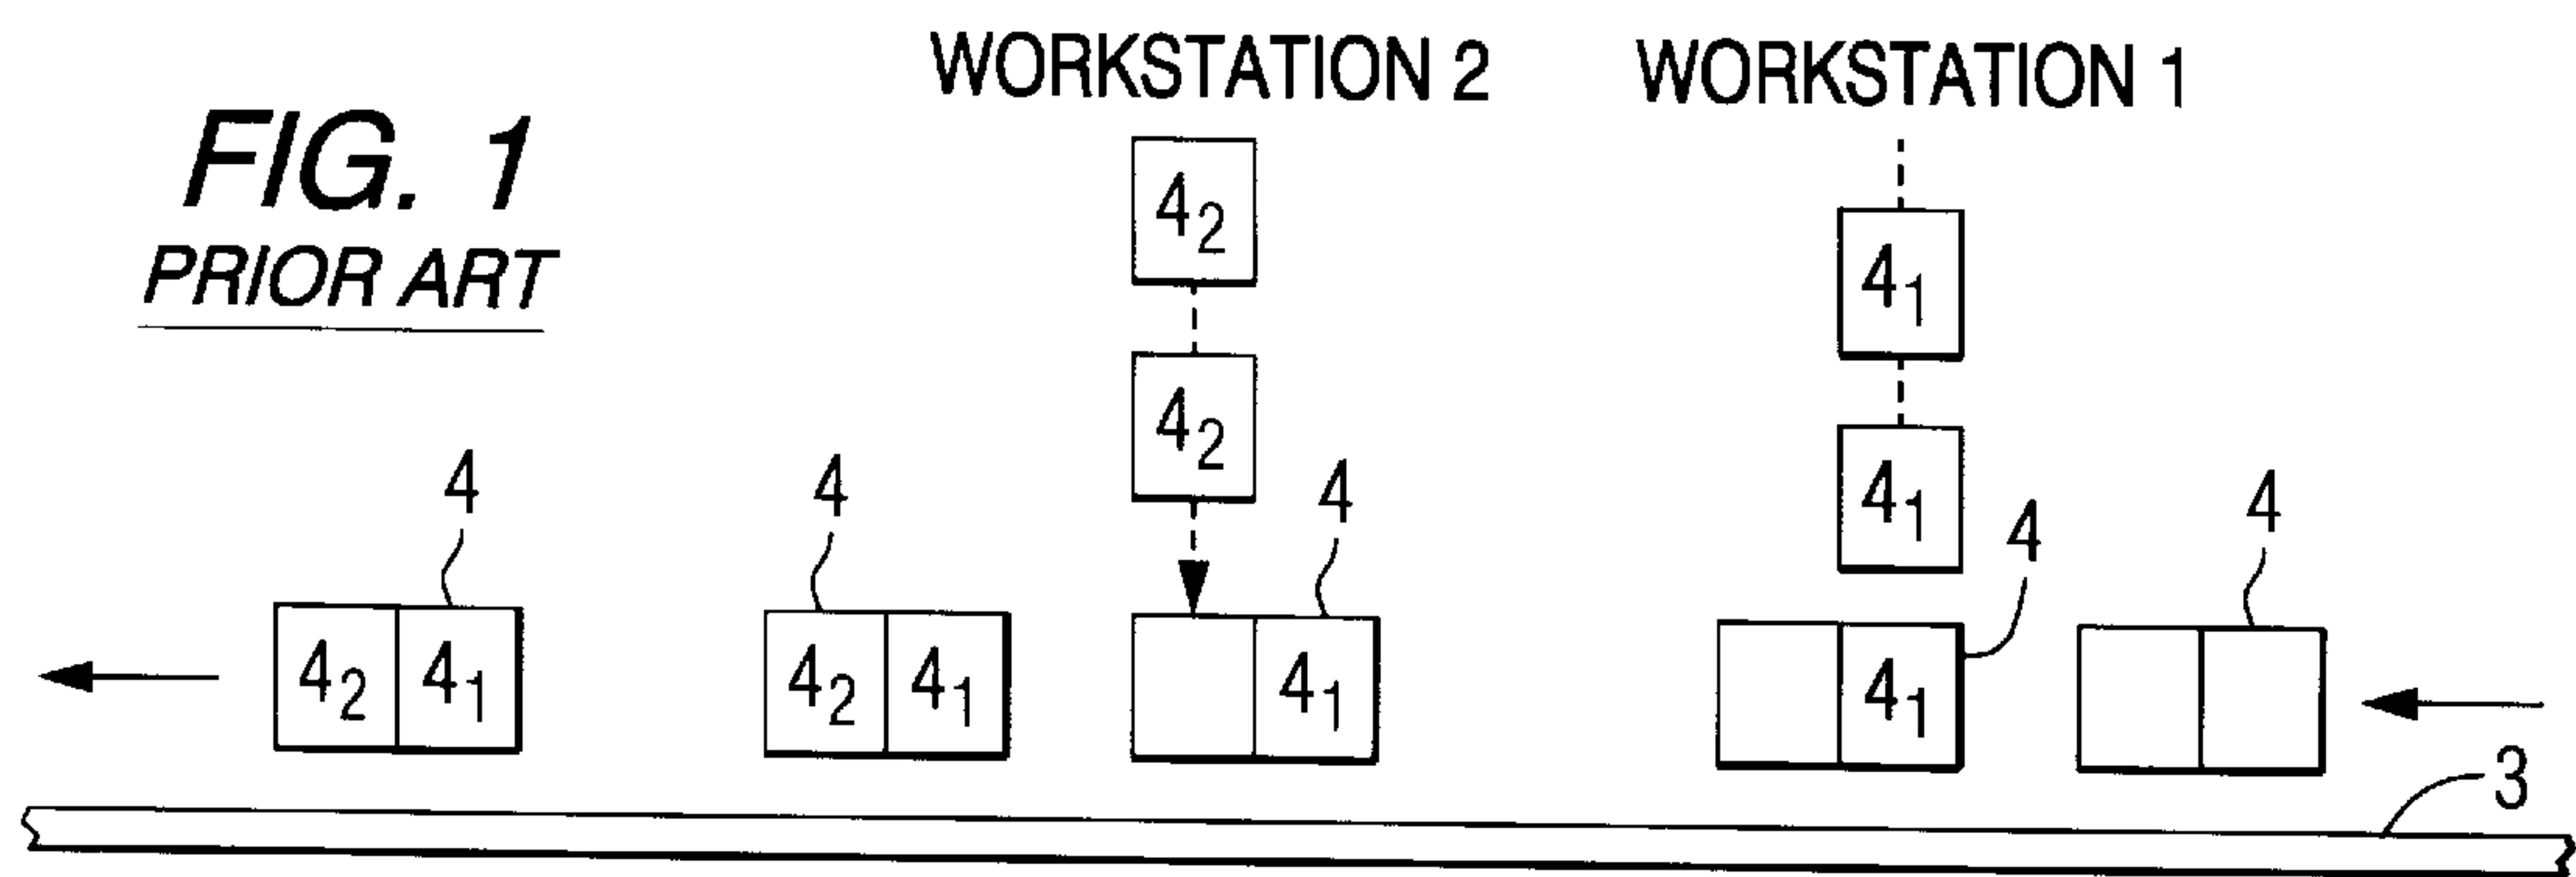 WORKSTATION 2 WORKSTATION 1
FIG. 1
PRIOR ART
4₂
4₁
4₂
4₁
4 4 4 4 4
4₂ 4₁ 4₂ 4₁ 4₁ 4₁
3